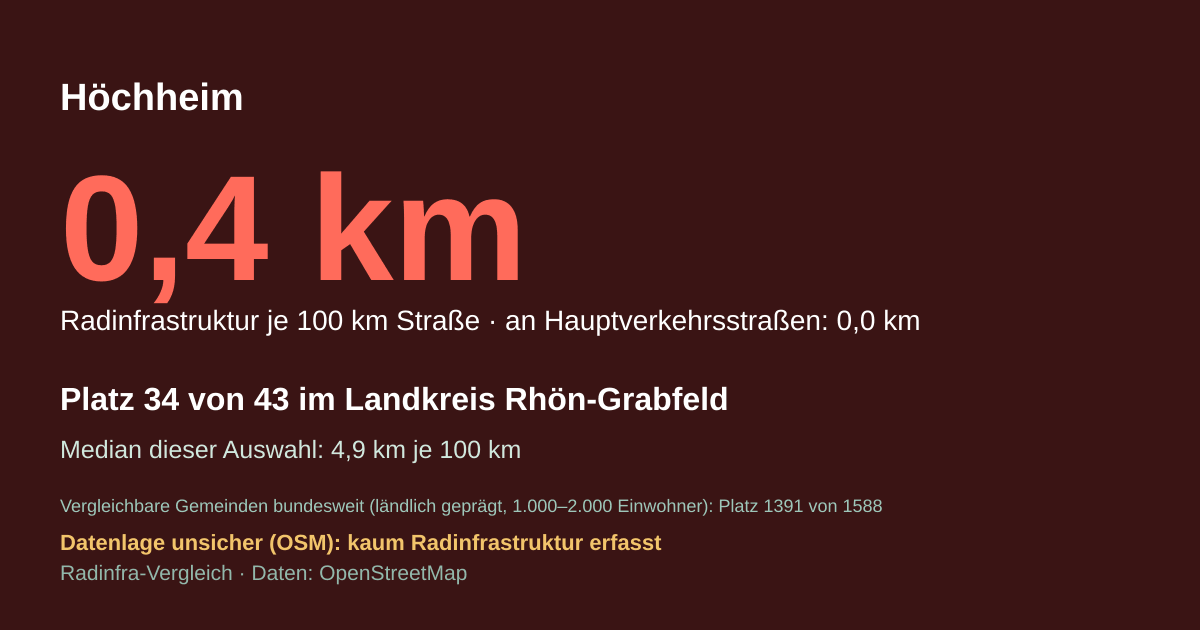 Höchheim
0,4 km
Radinfrastruktur je 100 km Straße · an Hauptverkehrsstraßen: 0,0 km
Platz 34 von 43 im Landkreis Rhön-Grabfeld
Median dieser Auswahl: 4,9 km je 100 km
Vergleichbare Gemeinden bundesweit (ländlich geprägt, 1.000–2.000 Einwohner): Platz 1391 von 1588
Datenlage unsicher (OSM): kaum Radinfrastruktur erfasst
Radinfra-Vergleich · Daten: OpenStreetMap